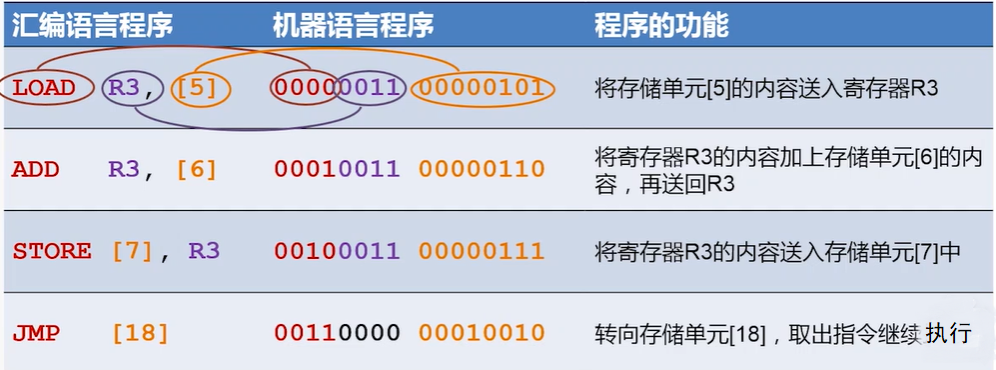 汇编语言程序 机器语言程序 程序的功能
LOAD R3, [5] 00000011 00000101 将存储单元[5]的内容送入寄存器R3
ADD R3, [6] 00010011 00000110 将寄存器R3的内容加上存储单元[6]的内
容，再送回R3
STORE [7], R3 00100011 00000111 将寄存器R3的内容送入存储单元[7]中
JMP [18] 00110000 00010010 转向存储单元[18]，取出指令继续执行